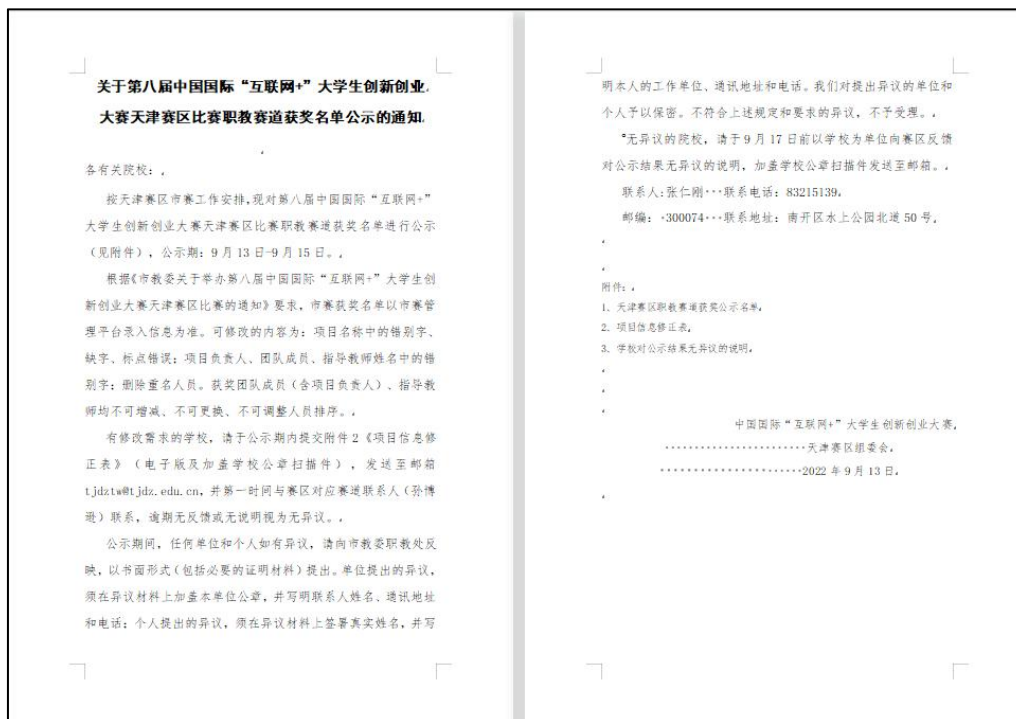 关于第八届中国国际“互联网+”大学生创新创业
大赛天津赛区比赛职教赛道获奖名单公示的通知
各有关院校：
按天津赛区市赛工作安排,现对第八届中国国际“互联网+”
大学生创新创业大赛天津赛区比赛职教赛道获奖名单进行公示
（见附件），公示期：9月13日-9月15日。
根据《市教委关于举办第八届中国国际“互联网+”大学生创
新创业大赛天津赛区比赛的通知》要求，市赛获奖名单以市赛管
理平台录入信息为准。可修改的内容为：项目名称中的错别字、
缺字、标点错误；项目负责人、团队成员、指导教师姓名中的错
别字；删除重名人员。获奖团队成员（含项目负责人）、指导教
师均不可增减、不可更换、不可调整人员排序。
有修改需求的学校，请于公示期内提交附件2《项目信息修
正表》（电子版及加盖学校公章扫描件），发送至邮箱
tjdztw@tjdz.edu.cn,并第一时间与赛区对应赛道联系人（孙博
逊）联系，逾期无反馈或无说明视为无异议。
公示期间，任何单位和个人如有异议，请向市教委职教处反
映，以书面形式（包括必要的证明材料）提出。单位提出的异议，
须在异议材料上加盖本单位公章，并写明联系人姓名、通讯地址
和电话；个人提出的异议，须在异议材料上签署真实姓名，并写
明本人的工作单位、通讯地址和电话。我们对提出异议的单位和
个人予以保密。不符合上述规定和要求的异议，不予受理。
无异议的院校，请于9月17日前以学校为单位向赛区反馈
对公示结果无异议的说明，加盖学校公章扫描件发送至邮箱。
联系人:张仁刚 联系电话：83215139
邮编：300074 联系地址：南开区水上公园北道50号
附件：
1、天津赛区职教赛道获奖公示名单
2、项目信息修正表
3、学校对公示结果无异议的说明
中国国际“互联网+”大学生创新创业大赛
天津赛区组委会
2022年9月13日